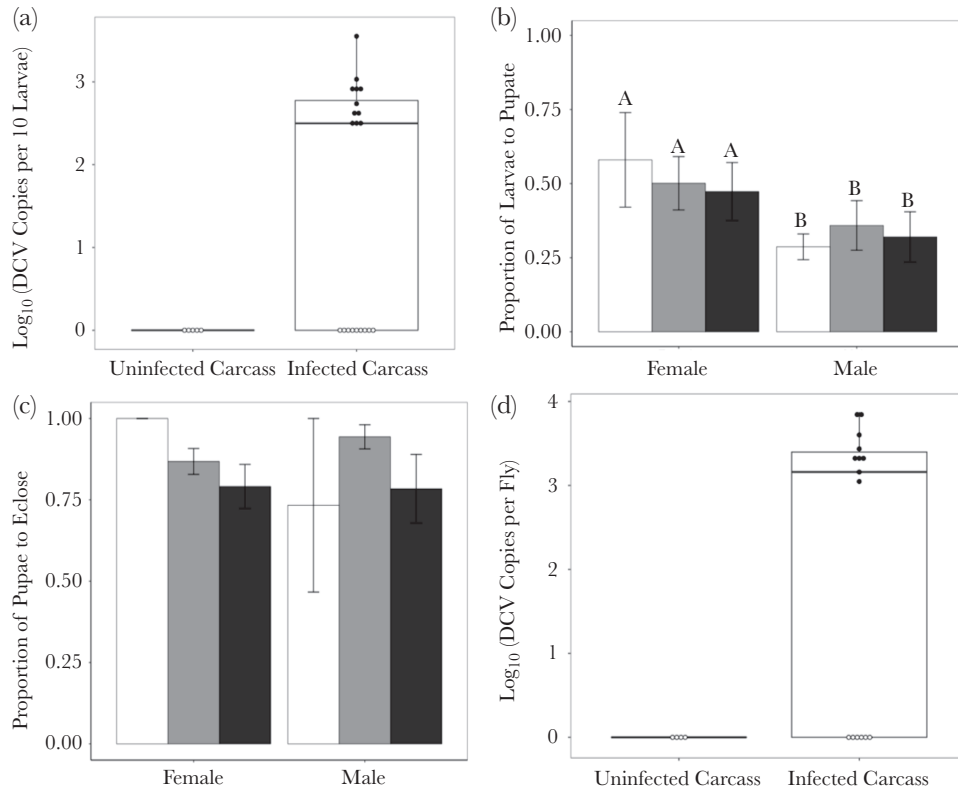 (a)
Log10 (DCV Copies per 10 Larvae)
3
2
1
0
Uninfected Carcass Infected Carcass
(b)
Proportion of Larvae to Pupate
1.00
0.75
0.50
0.25
0.00
A A A B B B
Female Male
(c)
Proportion of Pupae to Eclose
1.00
0.75
0.50
0.25
0.00
Female Male
(d)
Log10 (DCV Copies per Fly)
4
3
2
1
0
Uninfected Carcass Infected Carcass